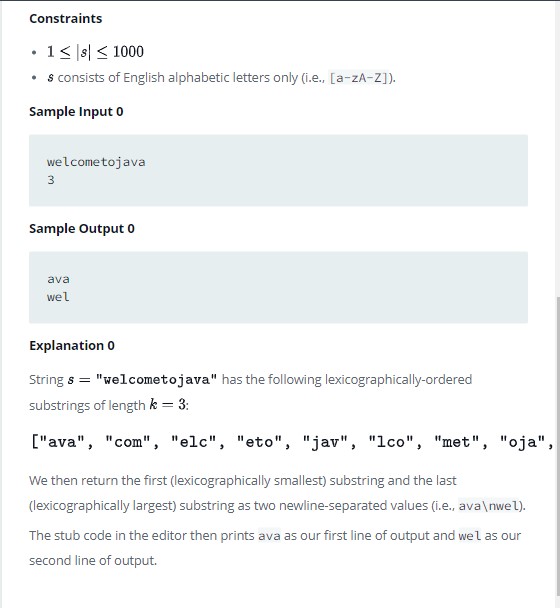 Constraints
• 1 ≤ |s| ≤ 1000
• s consists of English alphabetic letters only (i.e., [a-zA-Z]).
Sample Input 0
welcometojava
3
Sample Output 0
ava
wel
Explanation 0
String s = "welcometojava" has the following lexicographically-ordered
substrings of length k = 3:
["ava", "com", "elc", "eto", "jav", "lco", "met", "oja",
We then return the first (lexicographically smallest) substring and the last
(lexicographically largest) substring as two newline-separated values (i.e., ava\nwel).
The stub code in the editor then prints ava as our first line of output and wel as our
second line of output.